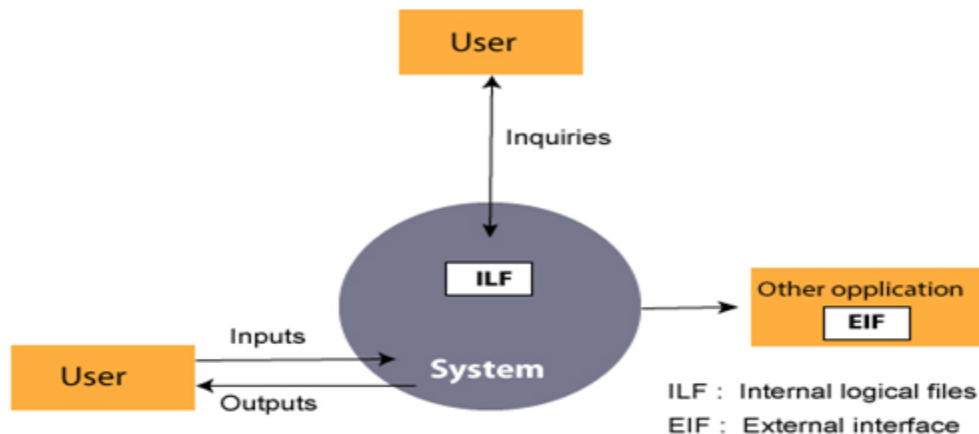 User
Inquiries
ILF
Other opplication
EIF
Inputs
User
System
Outputs
ILF : Internal logical files
EIF : External interface